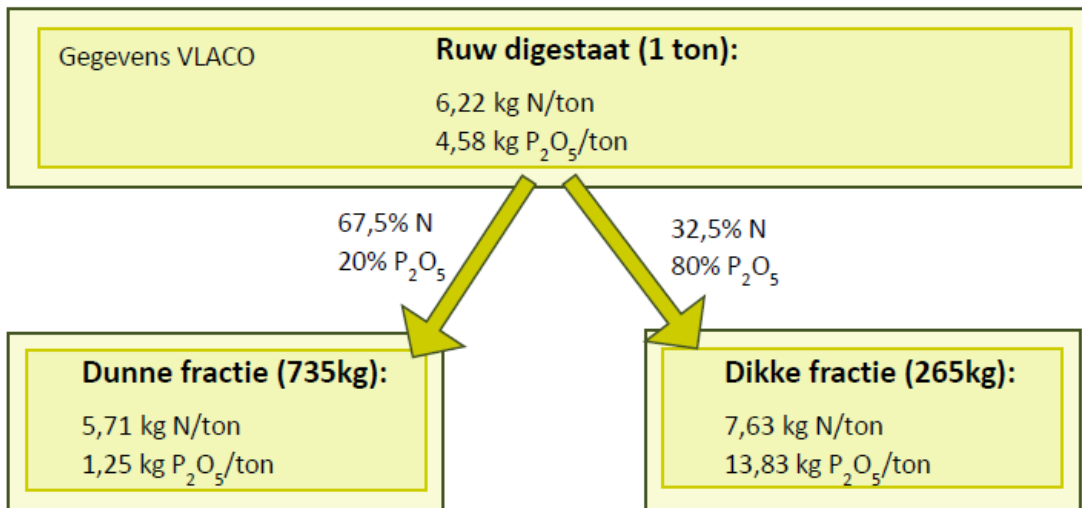 Gegevens VLACO
Ruw digestaat (1 ton):
6,22 kg N/ton
4,58 kg P₂O₅/ton
67,5% N
20% P₂O₅
32,5% N
80% P₂O₅
Dunne fractie (735kg):
5,71 kg N/ton
1,25 kg P₂O₅/ton
Dikke fractie (265kg):
7,63 kg N/ton
13,83 kg P₂O₅/ton